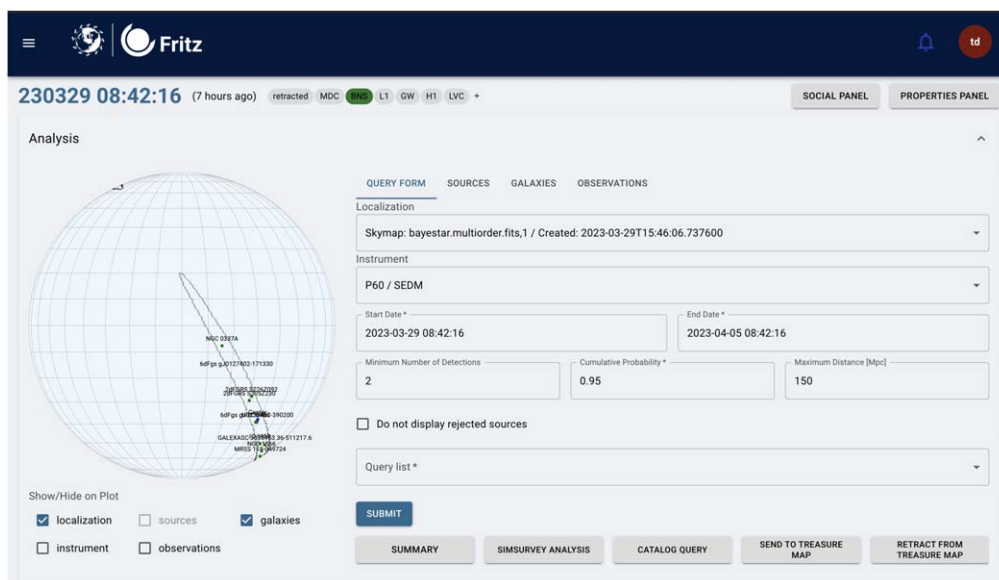 Fritz
td
230329 08:42:16 (7 hours ago) retracted MDC BNS L1 GW H1 LVC +
SOCIAL PANEL PROPERTIES PANEL
Analysis
NGC 0337A
6dFgs gJ0127402-171330
QUERY FORM SOURCES GALAXIES OBSERVATIONS
Localization
Skymap: bayestar.multiorder.fits,1 / Created: 2023-03-29T15:46:06.737600
Instrument
P60 / SEDM
Start Date * End Date *
2023-03-29 08:42:16 2023-04-05 08:42:16
Minimum Number of Detections Cumulative Probability * Maximum Distance [Mpc]
2 0.95 150
Do not display rejected sources
Query list *
SUBMIT
SUMMARY SIMSURVEY ANALYSIS CATALOG QUERY SEND TO TREASURE MAP RETRACT FROM TREASURE MAP
Show/Hide on Plot
localization sources galaxies
instrument observations